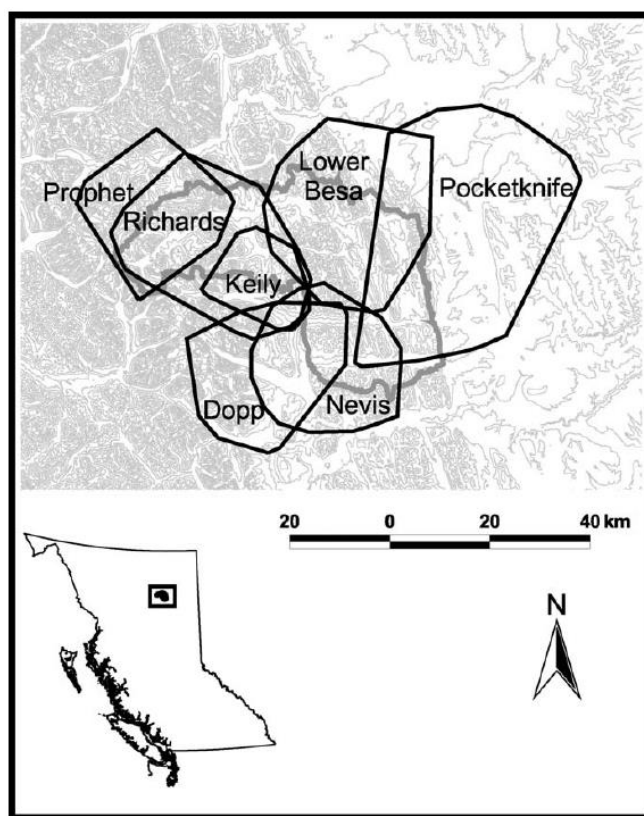 Lower
Besa
Prophet
Pocketknife
Richards
Keily
Dopp
Nevis
20 0 20 40 km
N